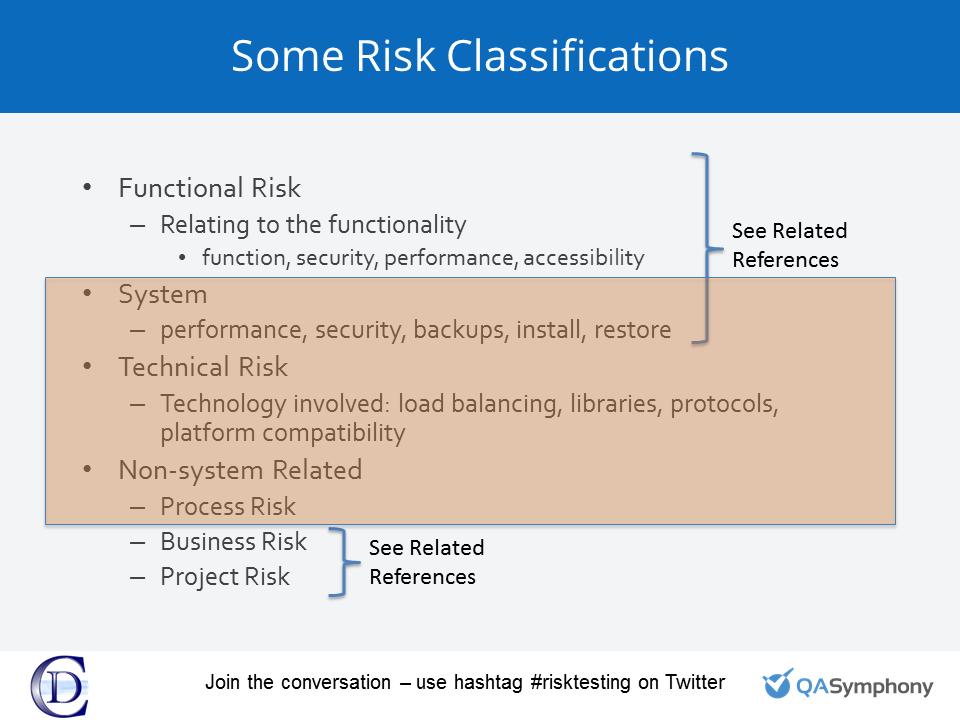 Some Risk Classifications
• Functional Risk
– Relating to the functionality
• function, security, performance, accessibility
See Related
References
• System
– performance, security, backups, install, restore
• Technical Risk
– Technology involved: load balancing, libraries, protocols,
platform compatibility
• Non-system Related
– Process Risk
– Business Risk
– Project Risk
See Related
References
CD
Join the conversation – use hashtag #risktesting on Twitter
QASymphony